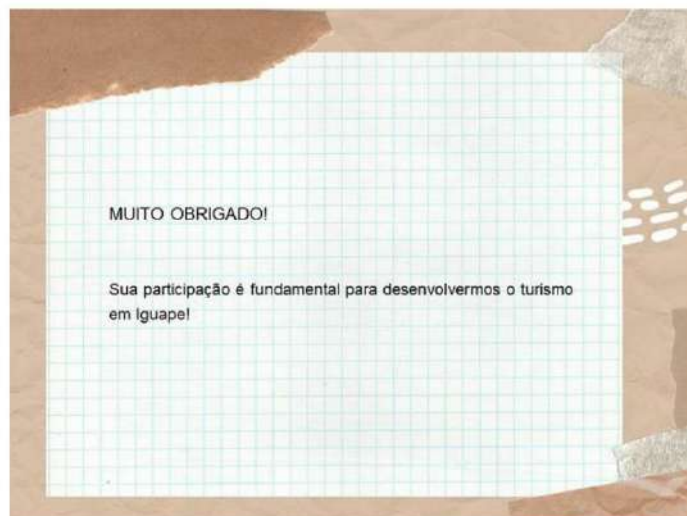 MUITO OBRIGADO!
Sua participação é fundamental para desenvolvermos o turismo
em Iguape!